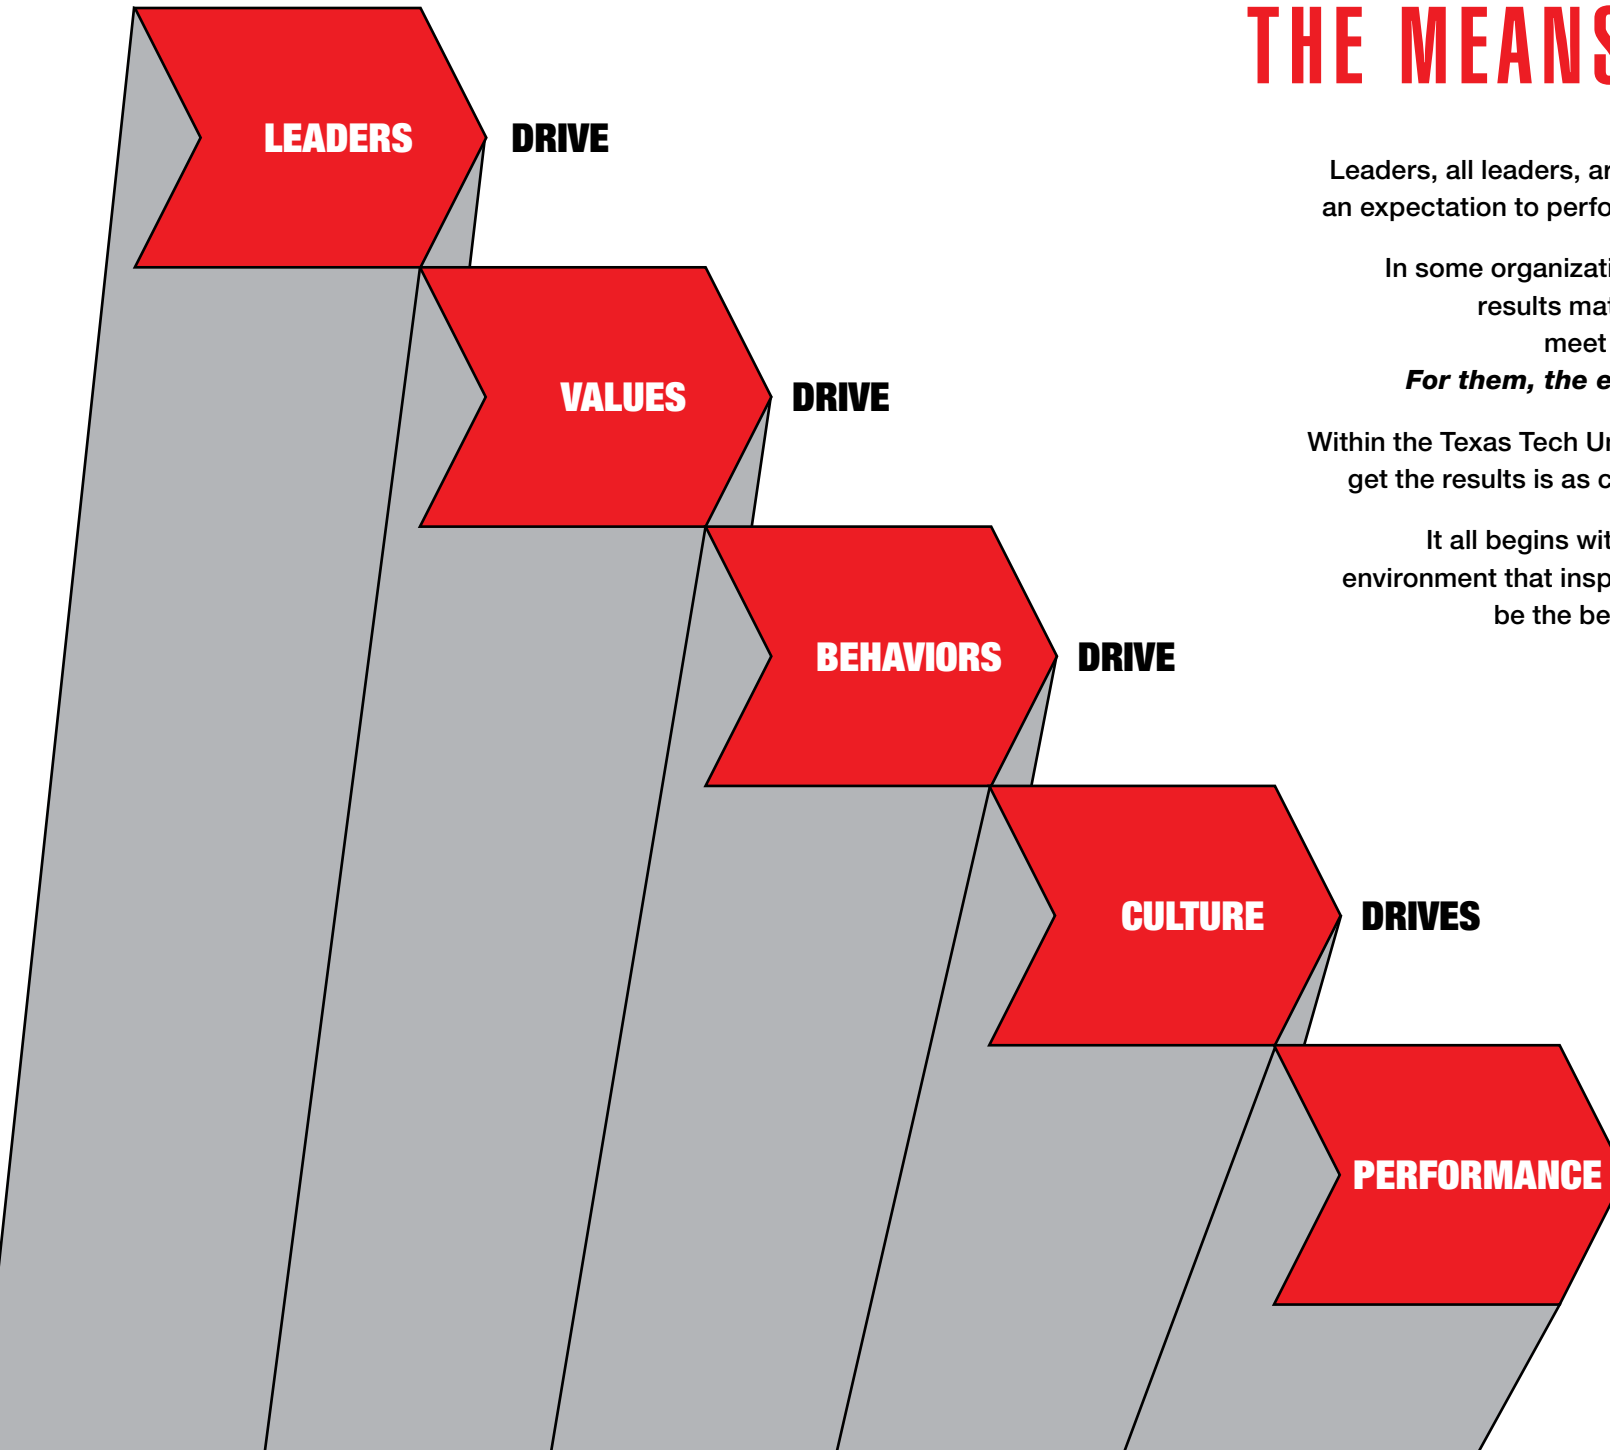 THE MEANS
Leaders, all leaders,
an expectation to
In some
results
meet
For them, the
Within the Texas Tech
get the results is as
It all begins
environment that
be the
LEADERS DRIVE
VALUES DRIVE
BEHAVIORS DRIVE
CULTURE DRIVES
PERFORMANCE